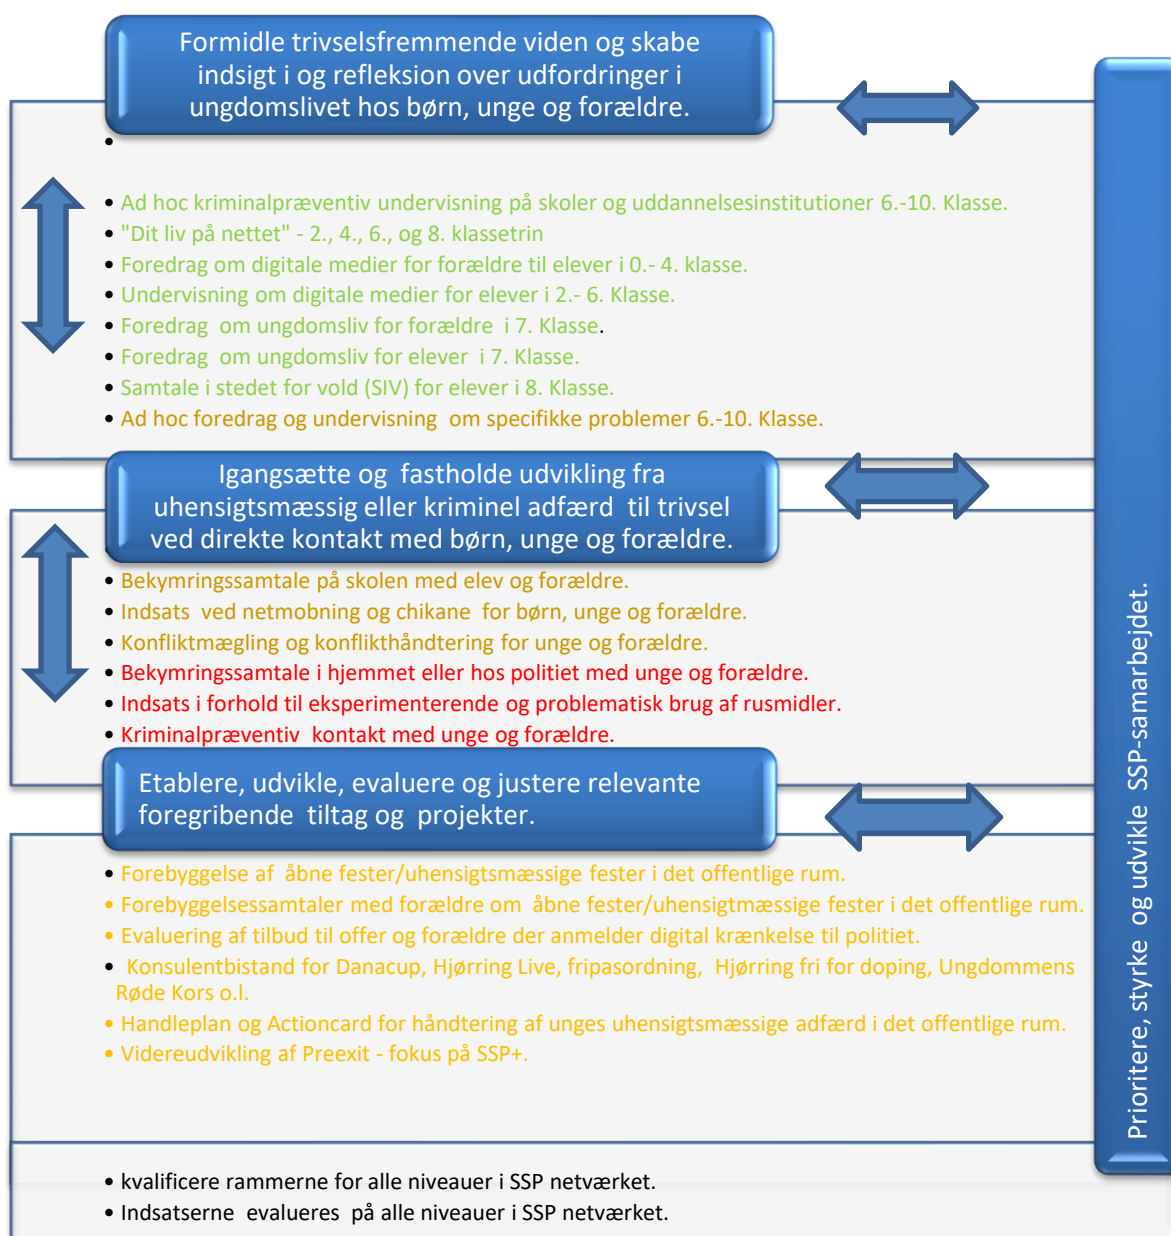 Formidle trivselsfremmende viden og skabe
indsigt i og refleksion over udfordringer i
ungdomslivet hos børn, unge og forældre.
•
• Ad hoc kriminalpræventiv undervisning på skoler og uddannelsesinstitutioner 6.-10. Klasse.
• "Dit liv på nettet" - 2., 4., 6., og 8. klassetrin
• Foredrag om digitale medier for forældre til elever i 0.- 4. klasse.
• Undervisning om digitale medier for elever i 2.- 6. Klasse.
• Foredrag om ungdomsliv for forældre i 7. Klasse.
• Foredrag om ungdomsliv for elever i 7. Klasse.
• Samtale i stedet for vold (SIV) for elever i 8. Klasse.
• Ad hoc foredrag og undervisning om specifikke problemer 6.-10. Klasse.
Igangsætte og fastholde udvikling fra
uhensigtsmæssig eller kriminel adfærd til trivsel
ved direkte kontakt med børn, unge og forældre.
• Bekymringssamtale på skolen med elev og forældre.
• Indsats ved netmobning og chikane for børn, unge og forældre.
• Konfliktmægling og konflikthåndtering for unge og forældre.
• Bekymringssamtale i hjemmet eller hos politiet med unge og forældre.
• Indsats i forhold til eksperimenterende og problematisk brug af rusmidler.
• Kriminalpræventiv kontakt med unge og forældre.
Etablere, udvikle, evaluere og justere relevante
foregribende tiltag og projekter.
• Forebyggelse af åbne fester/uhensigtsmæssige fester i det offentlige rum.
• Forebyggelsessamtaler med forældre om åbne fester/uhensigtmæssige fester i det offentlige rum.
• Evaluering af tilbud til offer og forældre der anmelder digital krænkelse til politiet.
• Konsulentbistand for Danacup, Hjørring Live, fripasordning, Hjørring fri for doping, Ungdommens
Røde Kors o.l.
• Handleplan og Actioncard for håndtering af unges uhensigtsmæssige adfærd i det offentlige rum.
• Videreudvikling af Preexit - fokus på SSP+.
• kvalificere rammerne for alle niveauer i SSP netværket.
• Indsatserne evalueres på alle niveauer i SSP netværket.
Prioritere, styrke og udvikle SSP-samarbejdet.